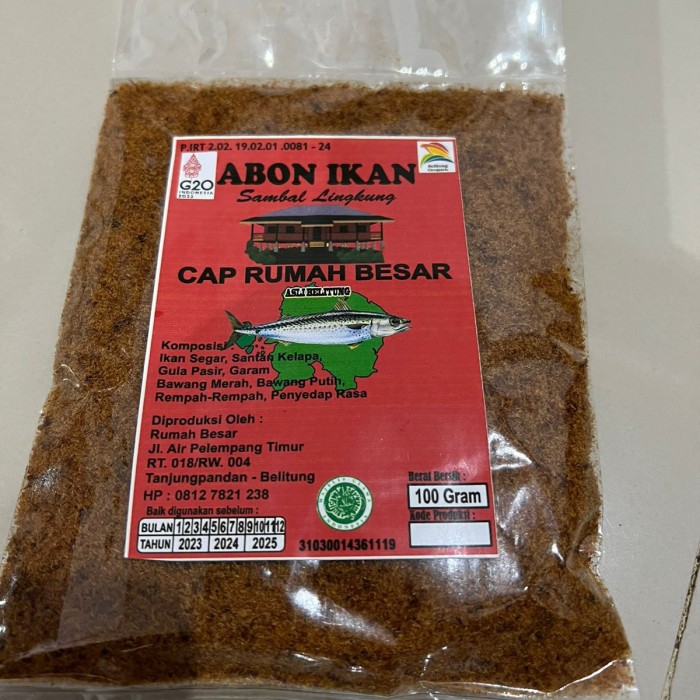 P.IRT 2.02. 19.02.01 .0081 - 24
G20
INDONESIA
2022
Belitong
Geopark
ABON IKAN
Sambal Lingkung
CAP RUMAH BESAR
ASLI BELITUNG
Komposisi :
Ikan Segar, Santan Kelapa,
Gula Pasir, Garam
Bawang Merah, Bawang Putih,
Rempah-Rempah, Penyedap Rasa
Diproduksi Oleh :
Rumah Besar
Jl. Air Pelempang Timur
RT. 018/RW. 004
Tanjungpandan - Belitung
HP : 0812 7821 238
Baik digunakan sebelum :
BULAN 1 2 3 4 5 6 7 8 9 10 11 12
TAHUN 2023 2024 2025
31030014361119
Berat Bersih :
100 Gram
Kode Produksi :